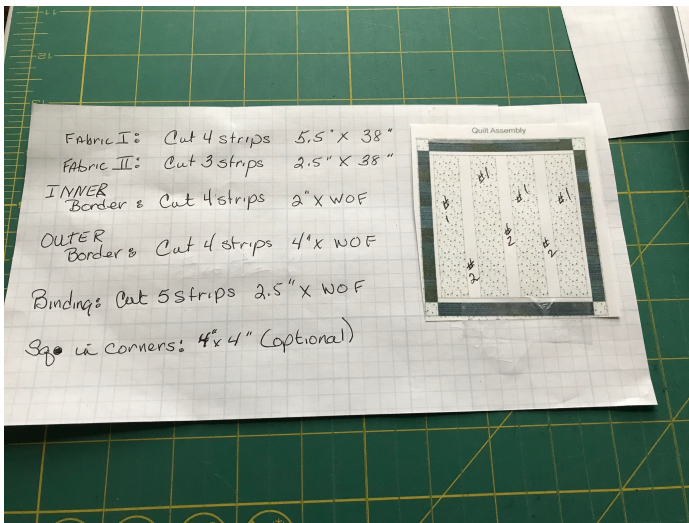 FAbric I: Cut 4 strips 5.5" X 38"
FAbric II: Cut 3 strips 2.5" X 38"
INNER
Border: Cut 4 strips 2" X WOF
OUTER
Border: Cut 4 strips 4" X WOF
Binding: Cut 5 strips 2.5" X WOF
Sq. in corners: 4" x 4" (optional)
Quilt Assembly
#1
#1
#1
#1
#2
#2
#2